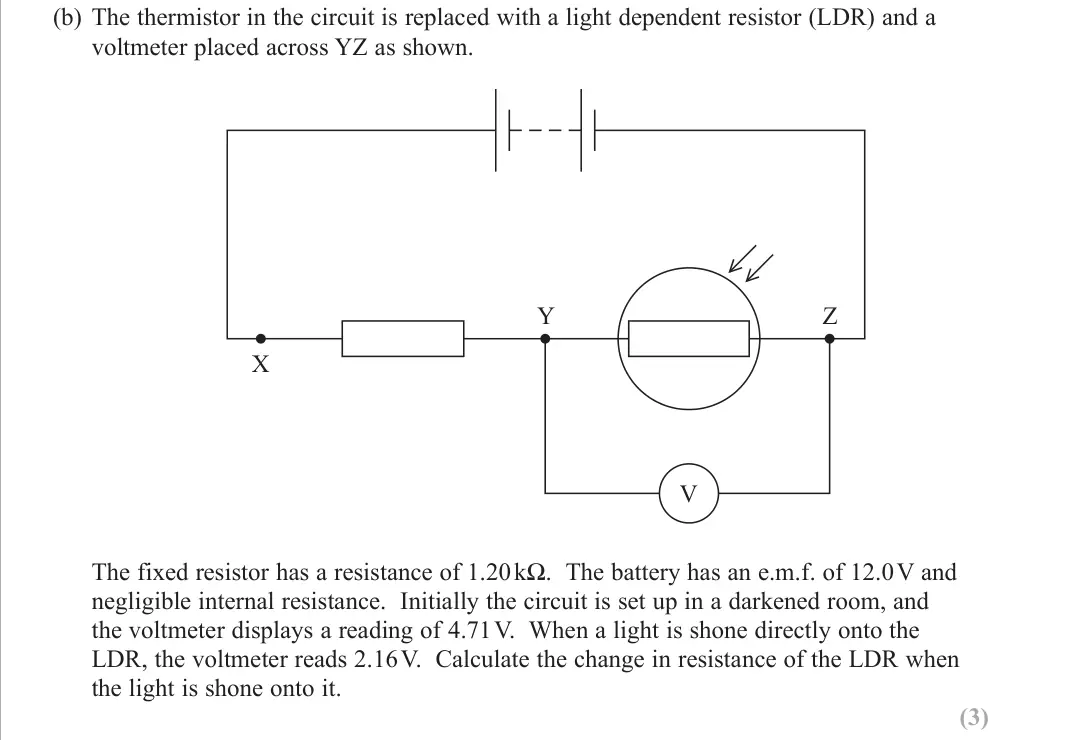 (b) The thermistor in the circuit is replaced with a light dependent resistor (LDR) and a
voltmeter placed across YZ as shown.
Y
Z
X
V
The fixed resistor has a resistance of 1.20 kΩ. The battery has an e.m.f. of 12.0 V and
negligible internal resistance. Initially the circuit is set up in a darkened room, and
the voltmeter displays a reading of 4.71 V. When a light is shone directly onto the
LDR, the voltmeter reads 2.16 V. Calculate the change in resistance of the LDR when
the light is shone onto it.
(3)